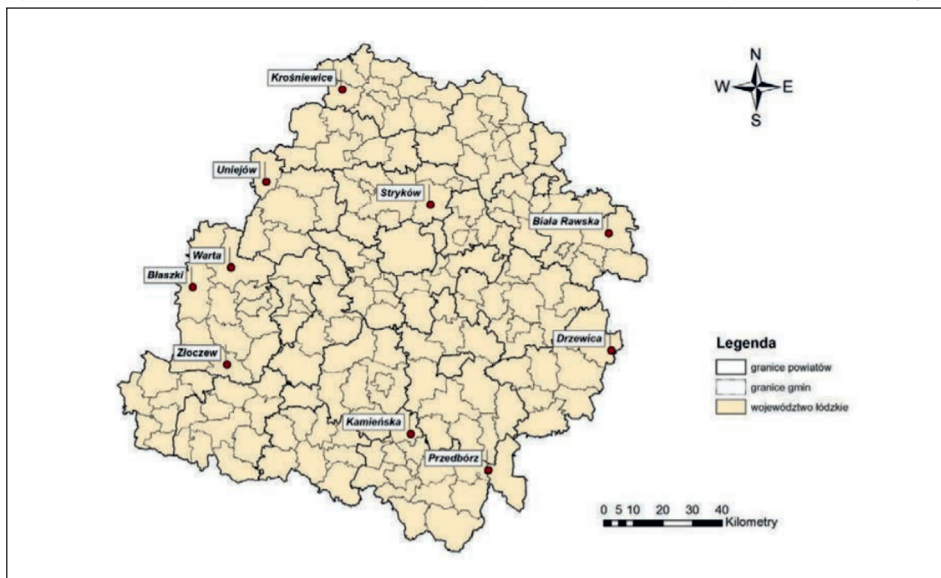 Krośniewice
N
W E
S
Uniejów
Stryków
Biała Rawska
Warta
Błaszki
Złoczew
Drzewica
Kamieńska
Przedbórz
Legenda
granice powiatów
granice gmin
województwo łódzkie
0 5 10 20 30 40
Kilometry